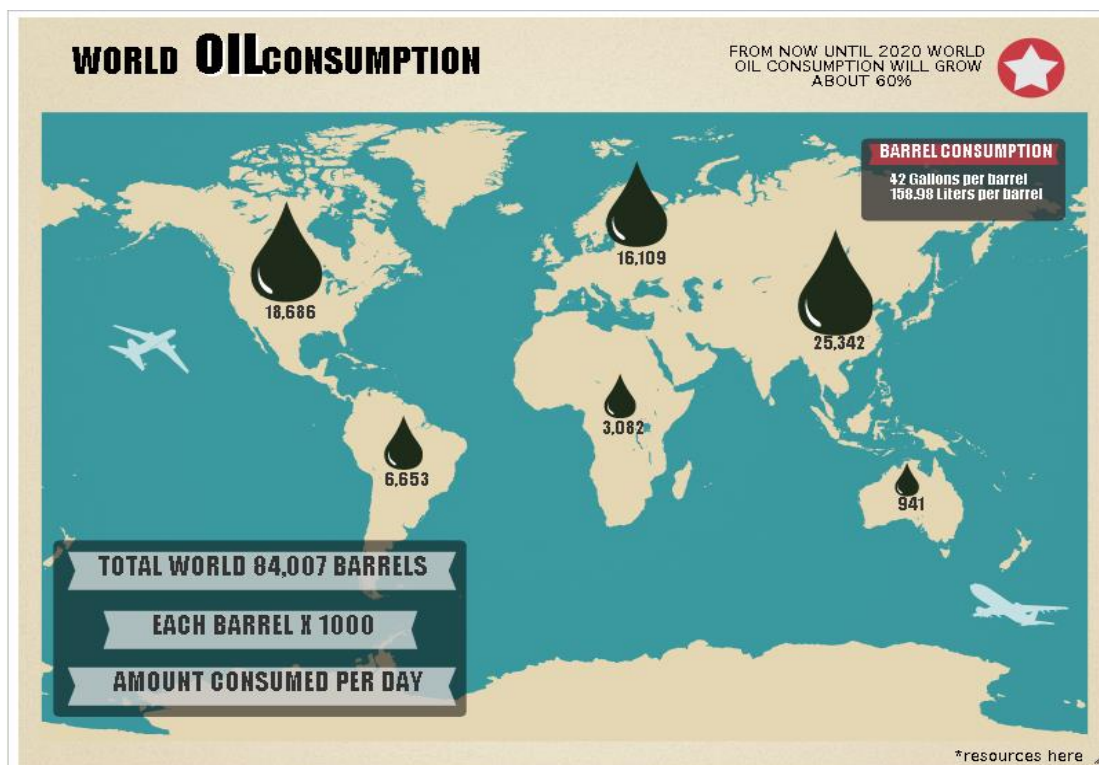 WORLD OIL CONSUMPTION
FROM NOW UNTIL 2020 WORLD
OIL CONSUMPTION WILL GROW
ABOUT 60%
BARREL CONSUMPTION
42 Gallons per barrel
158.98 Liters per barrel
16,109
18,686
25,342
3,082
6,653
941
TOTAL WORLD 84,007 BARRELS
EACH BARREL X 1000
AMOUNT CONSUMED PER DAY
*resources here